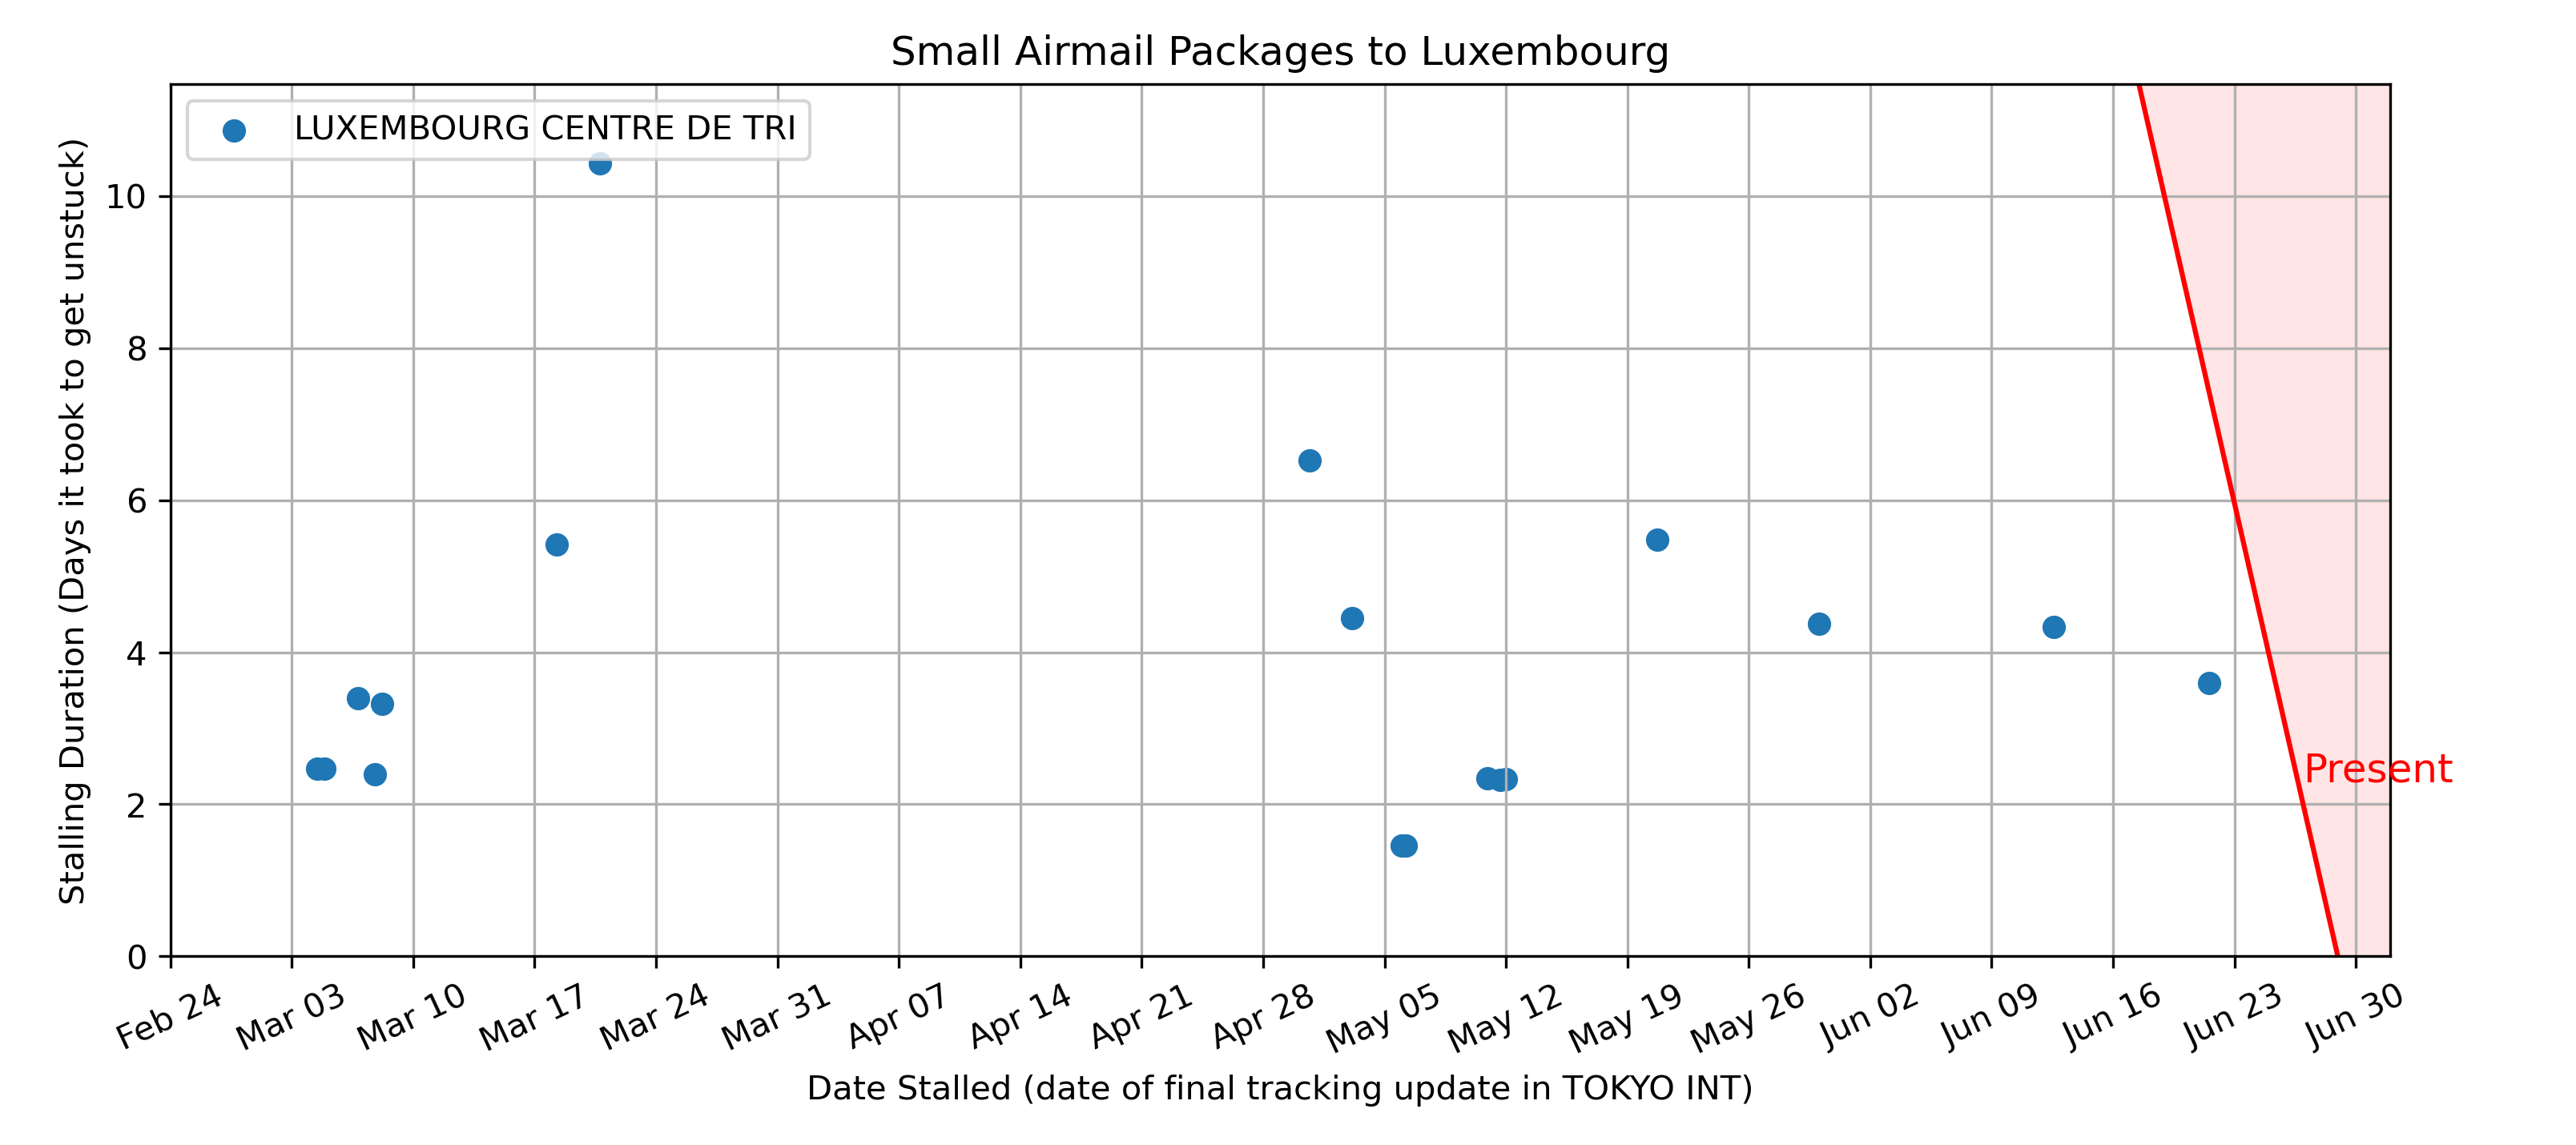 Small Airmail Packages to Luxembourg
LUXEMBOURG CENTRE DE TRI
Stalling Duration (Days it took to get unstuck)
10
8
6
4
2
0
Present
Feb 24 Mar 03 Mar 10 Mar 17 Mar 24 Mar 31 Apr 07 Apr 14 Apr 21 Apr 28 May 05 May 12 May 19 May 26 Jun 02 Jun 09 Jun 16 Jun 23 Jun 30
Date Stalled (date of final tracking update in TOKYO INT)